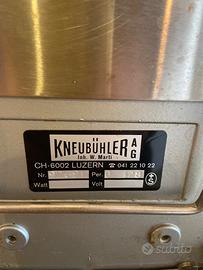 KNEUBÜHLER AG
Inh. W. Marti
CH-6002 LUZERN ☎ 041 22 10 22
Nr. Per.
Watt Volt
subito